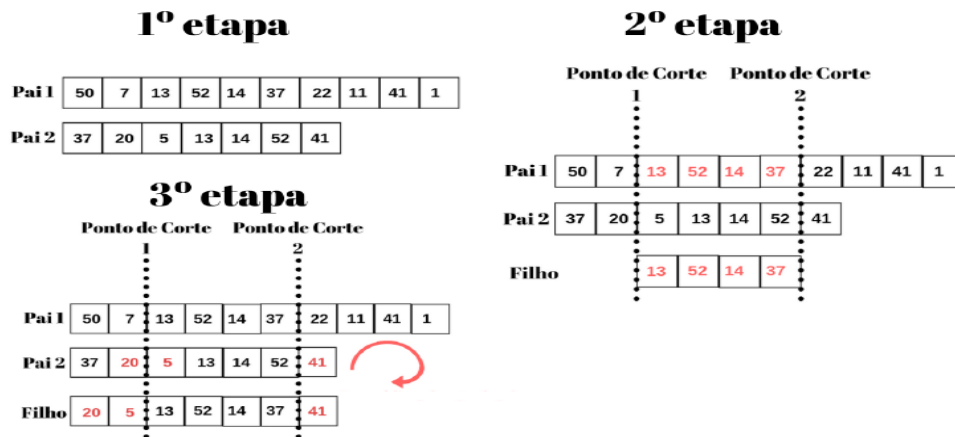 1º etapa
Pai 1 50 7 13 52 14 37 22 11 41 1
Pai 2 37 20 5 13 14 52 41
2º etapa
Ponto de Corte Ponto de Corte
1 2
Pai 1 50 7 13 52 14 37 22 11 41 1
Pai 2 37 20 5 13 14 52 41
Filho 13 52 14 37
3º etapa
Ponto de Corte Ponto de Corte
1 2
Pai 1 50 7 13 52 14 37 22 11 41 1
Pai 2 37 20 5 13 14 52 41
Filho 20 5 13 52 14 37 41